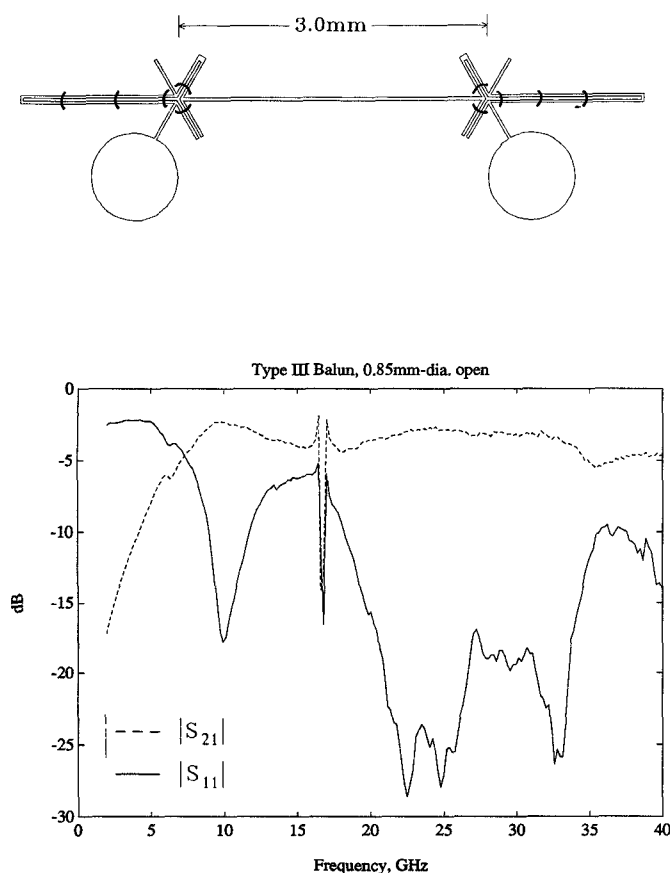 3.0mm
Type III Balun, 0.85mm-dia. open
0
-5
-10
-15
-20
-25
-30
dB
|S21|
|S11|
0 5 10 15 20 25 30 35 40
Frequency, GHz